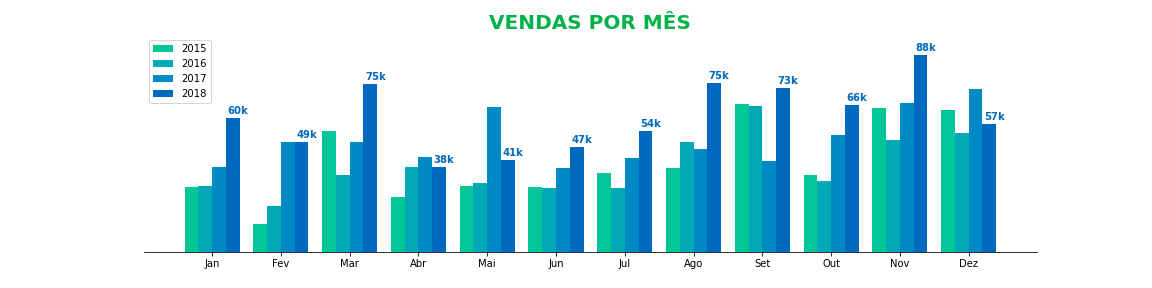 VENDAS POR MÊS
2015
2016
2017
2018
60k
49k
75k
38k
41k
47k
54k
75k
73k
66k
88k
57k
Jan Fev Mar Abr Mai Jun Jul Ago Set Out Nov Dez